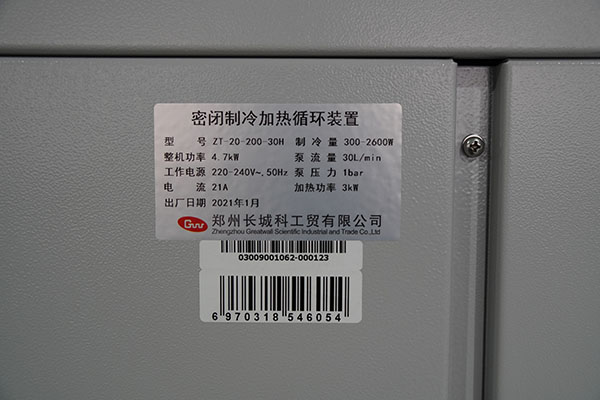 密闭制冷加热循环装置
型 号 ZT-20-200-30H 制 冷 量 300-2600W
整机功率 4.7kW 泵 流 量 30L/min
工作电源 220-240V~,50Hz 泵 压 力 1bar
电 流 21A 加热功率 3kW
出厂日期 2021年1月
GWI 郑州长城科工贸有限公司
Zhengzhou Greatwall Scientific Industrial and Trade Co.,Ltd
03009001062-000123
6 970318 546054